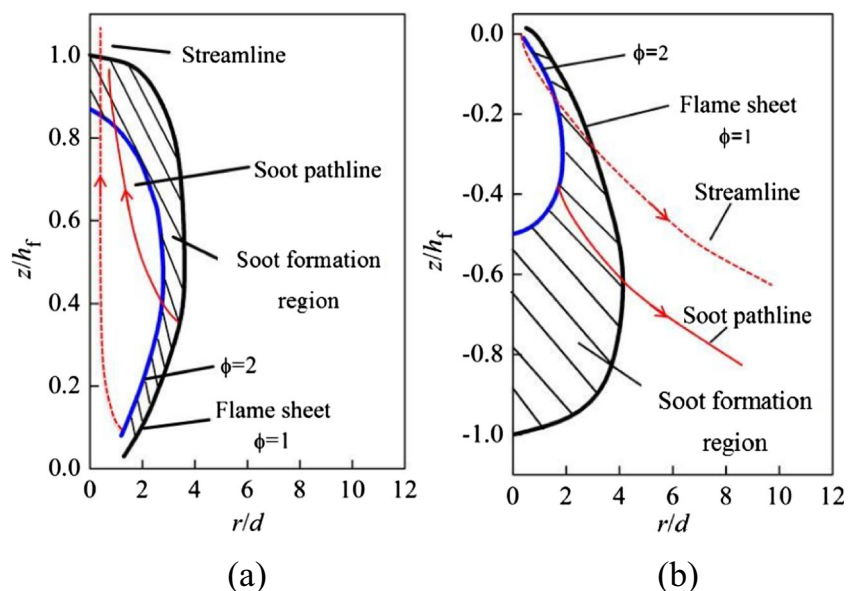 Streamline
Soot pathline
Soot formation
region
ϕ=2
Flame sheet
ϕ=1
1.0
0.8
0.6
0.4
0.2
0.0
z/hf
0 2 4 6 8 10 12
r/d
(a)
ϕ=2
Flame sheet
ϕ=1
Streamline
Soot pathline
Soot formation
region
0.0
-0.2
-0.4
-0.6
-0.8
-1.0
z/hf
0 2 4 6 8 10 12
r/d
(b)